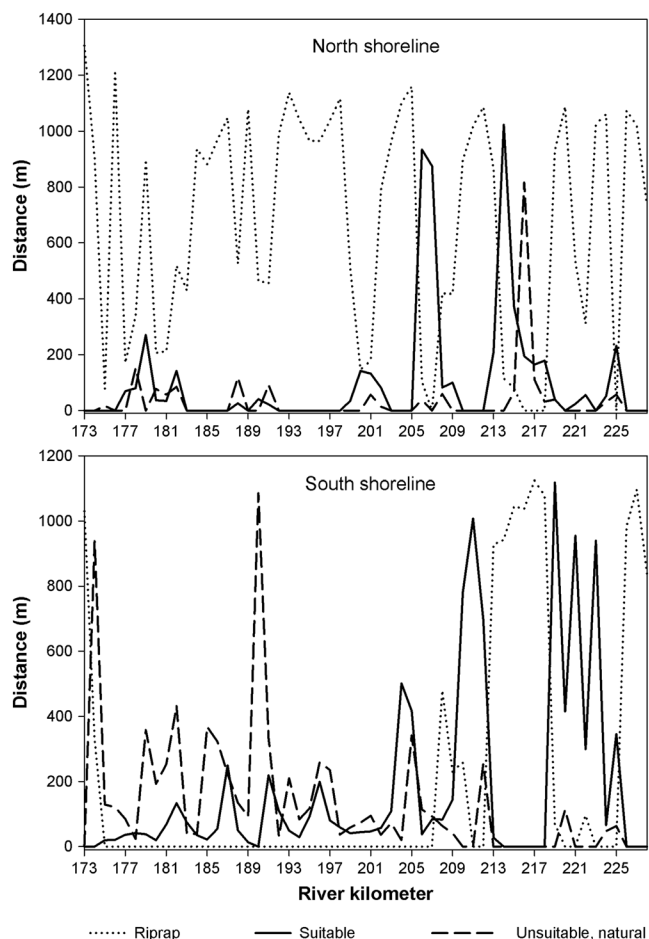 North shoreline
Distance (m)
1400
1200
1000
800
600
400
200
0
173 177 181 185 189 193 197 201 205 209 213 217 221 225
South shoreline
Distance (m)
1200
1000
800
600
400
200
0
173 177 181 185 189 193 197 201 205 209 213 217 221 225
River kilometer
Riprap Suitable Unsuitable, natural